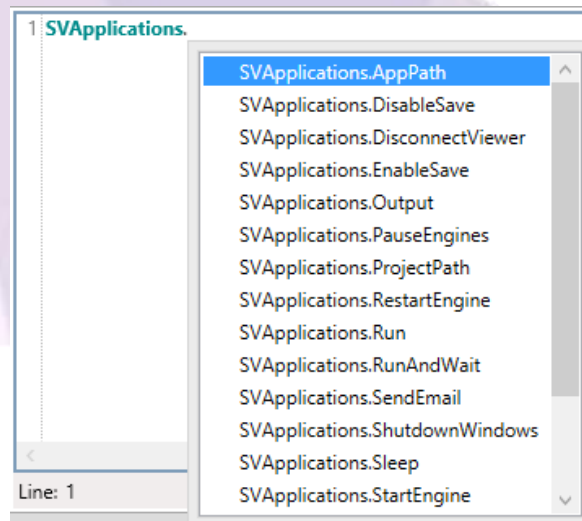 1 SVApplications.
SVApplications.AppPath
SVApplications.DisableSave
SVApplications.DisconnectViewer
SVApplications.EnableSave
SVApplications.Output
SVApplications.PauseEngines
SVApplications.ProjectPath
SVApplications.RestartEngine
SVApplications.Run
SVApplications.RunAndWait
SVApplications.SendEmail
SVApplications.ShutdownWindows
SVApplications.Sleep
SVApplications.StartEngine
Line: 1